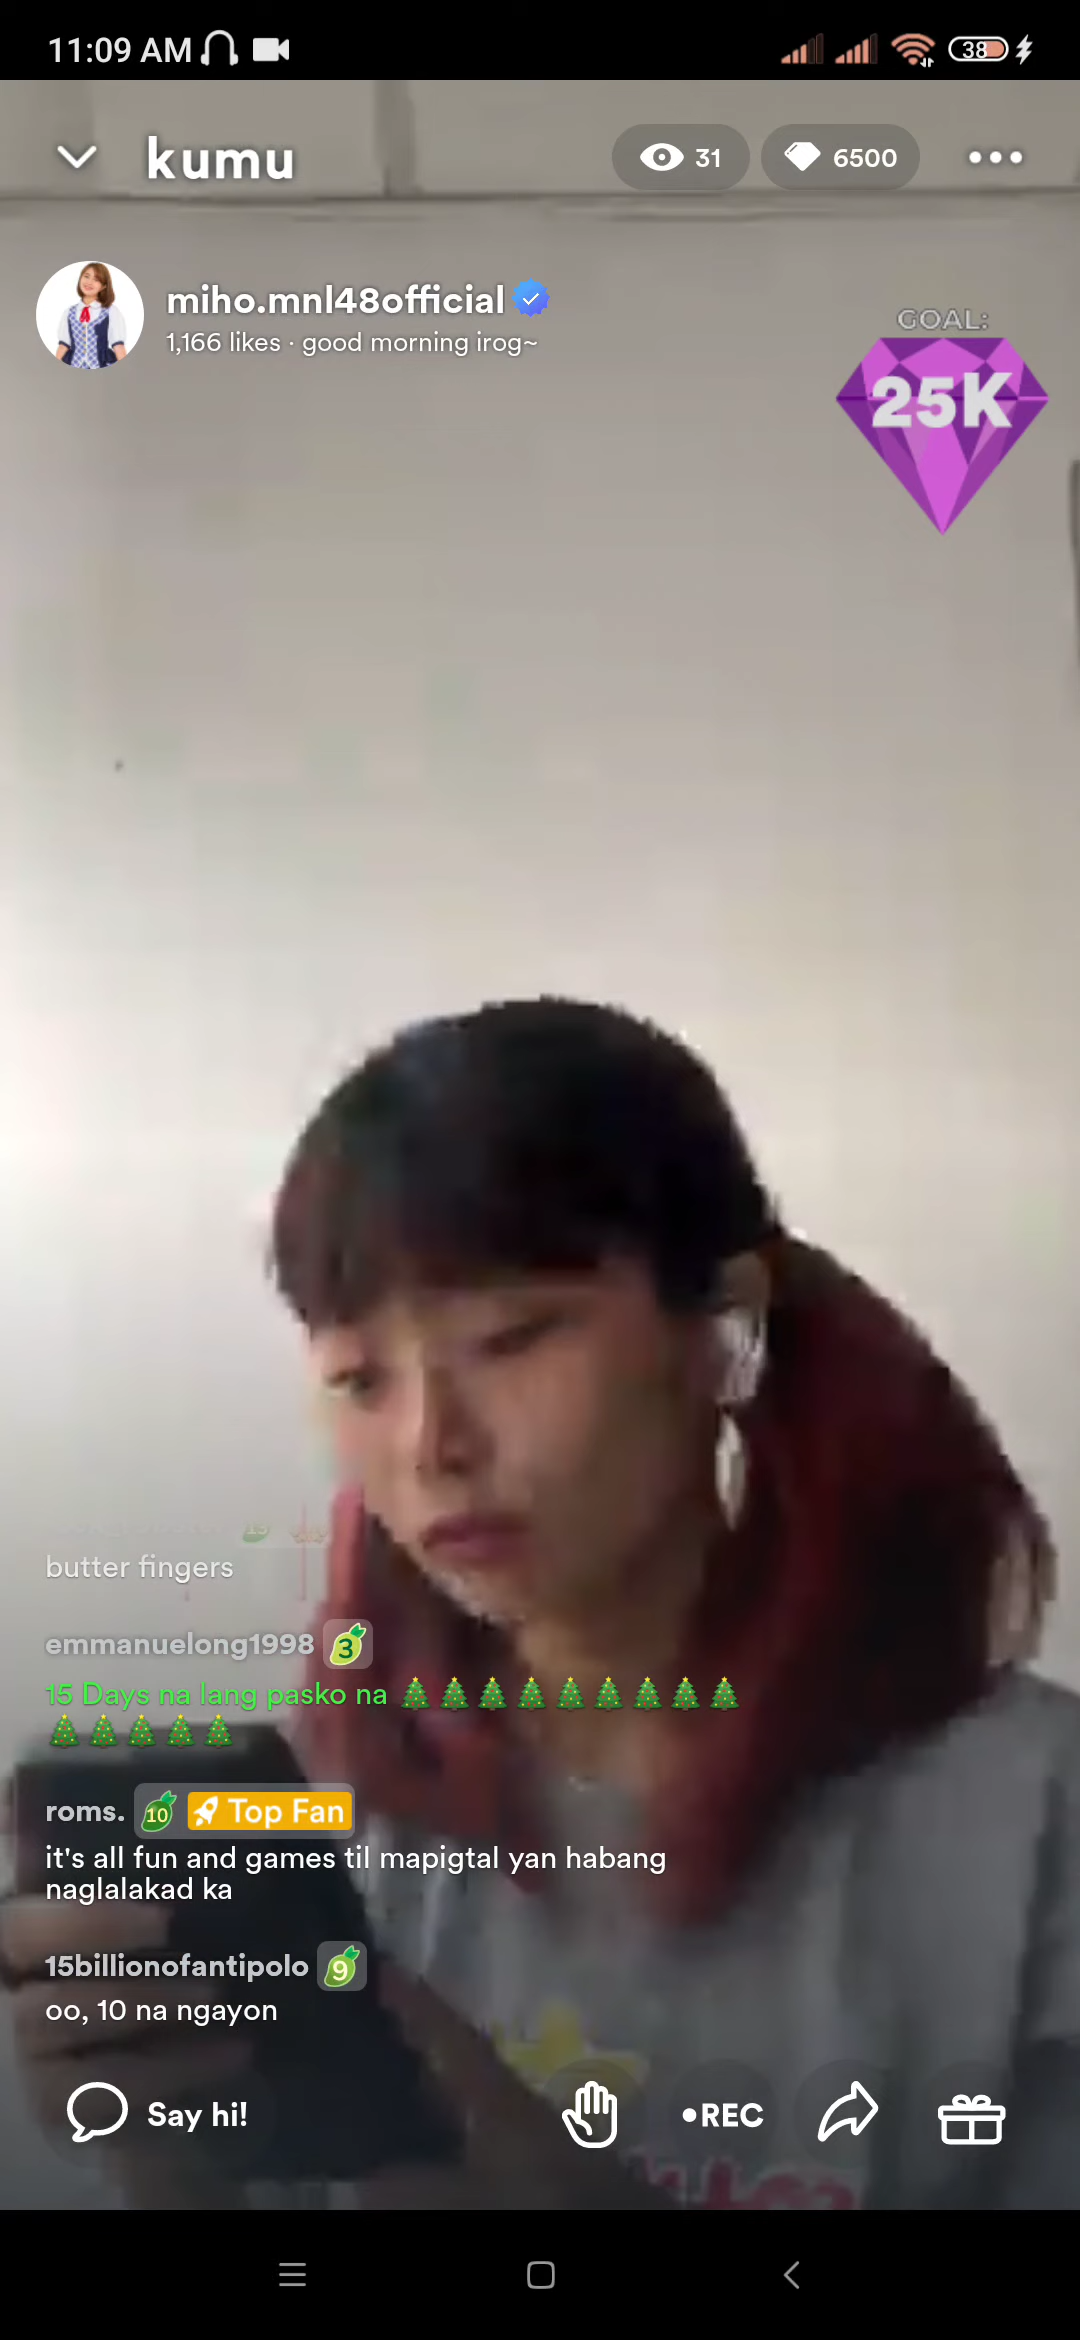 11:09 AM
38
kumu
31
6500
miho.mnl48official
1,166 likes · good morning irog~
GOAL:
25K
butter fingers
emmanuelong1998 3
15 Days na lang pasko na 🎄🎄🎄🎄🎄🎄🎄🎄🎄
🎄🎄🎄🎄🎄
roms. 10 Top Fan
it's all fun and games til mapigtal yan habang
naglalakad ka
15billionofantipolo 9
oo, 10 na ngayon
Say hi!
•REC